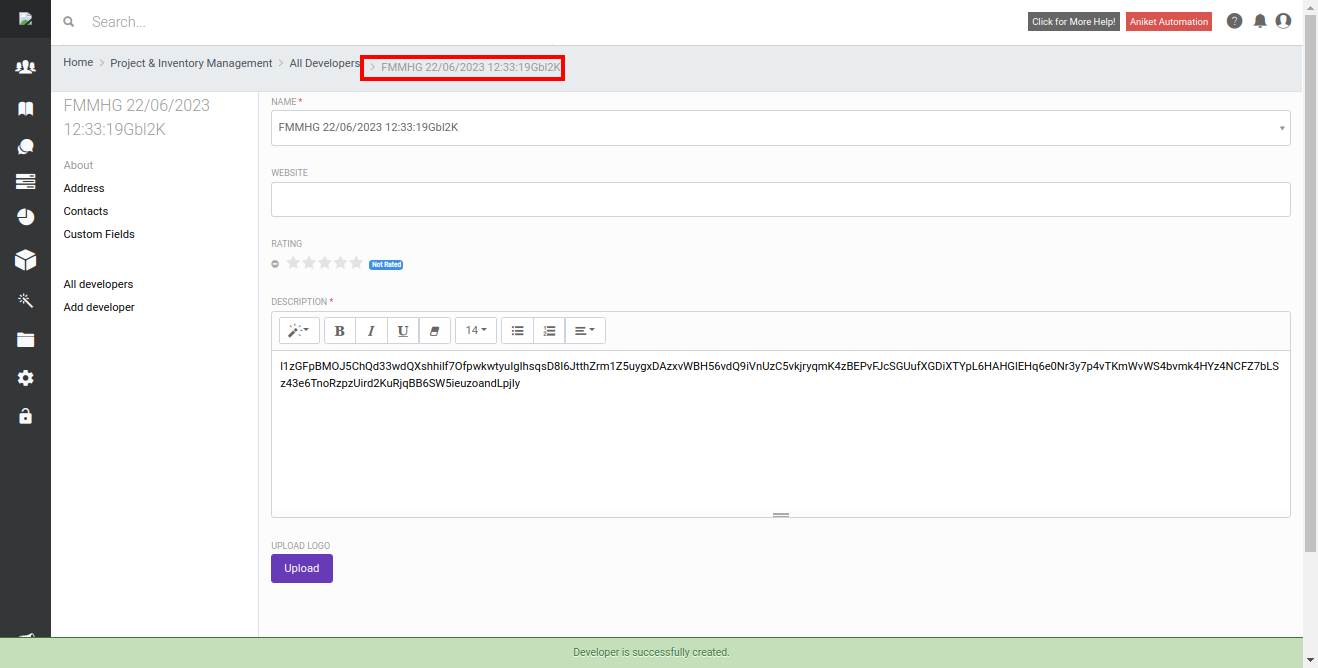 Search...
Click for More Help!
Aniket Automation
Home > Project & Inventory Management > All Developers > FMMHG 22/06/2023 12:33:19GbI2K
FMMHG 22/06/2023
12:33:19GbI2K
About
Address
Contacts
Custom Fields
All developers
Add developer
NAME *
FMMHG 22/06/2023 12:33:19GbI2K
WEBSITE
RATING
Not Rated
DESCRIPTION *
B I U 14
I1zGFpBMOJ5ChQd33wdQXshhiIf7OfpwkwtyuIgIhsqsD8I6JtthZrm1Z5uygxDAzxvWBH56vdQ9iVnUzC5vkjryqmK4zBEPvFJcSGUufXGDiXTYpL6HAHGIEHq6e0Nr3y7p4vTKmWvWS4bvmk4HYz4NCFZ7bLS
z43e6TnoRzpzUird2KuRjqBB6SW5ieuzoandLpjIy
UPLOAD LOGO
Upload
Developer is successfully created.